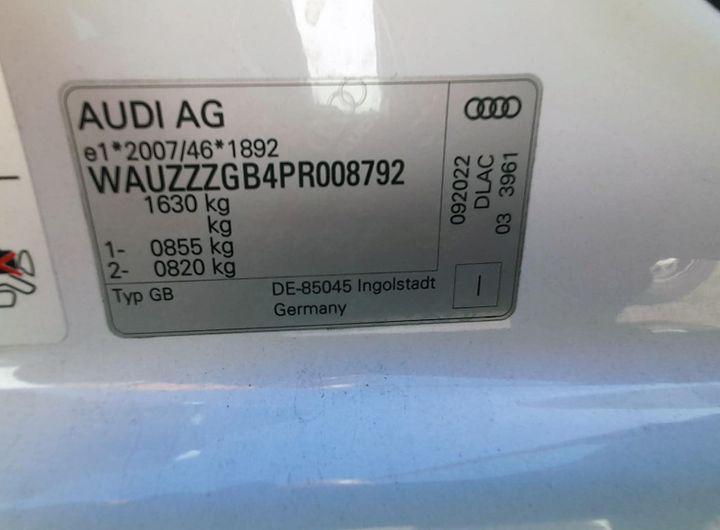 AUDI AG
e1*2007/46*1892
WAUZZZGB4PR008792
1630 kg
kg
1- 0855 kg
2- 0820 kg
Typ GB
DE-85045 Ingolstadt
Germany
092022
DLAC
03 3961
I